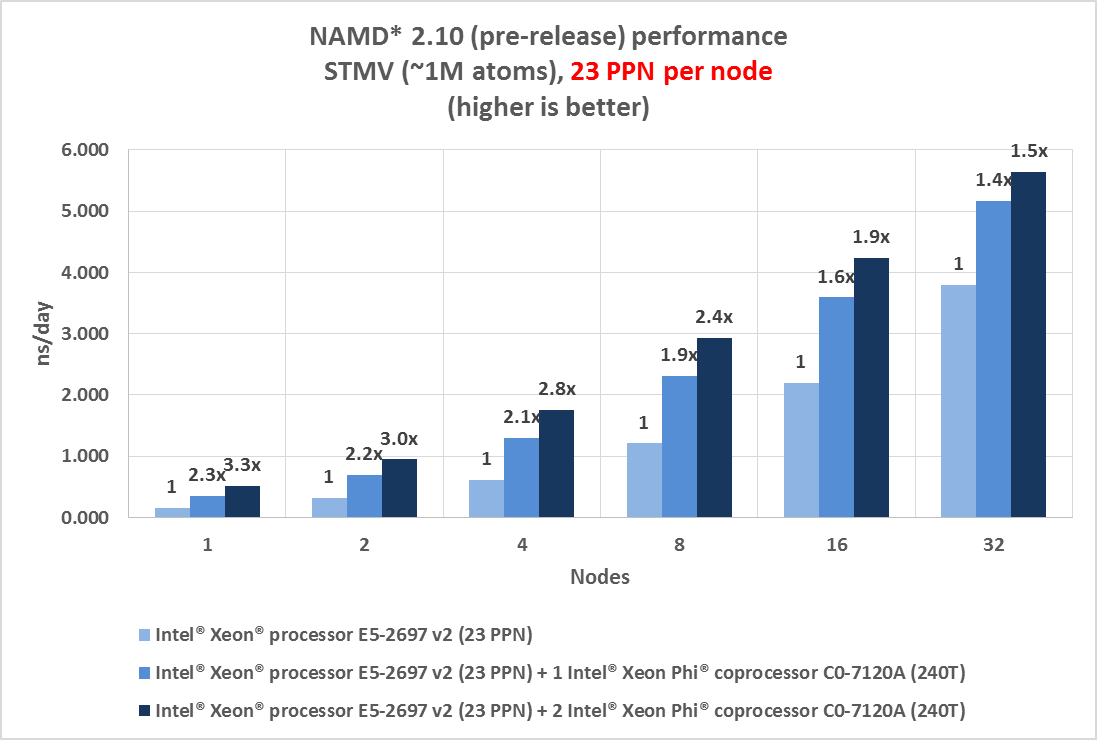 NAMD* 2.10 (pre-release) performance
STMV (~1M atoms), 23 PPN per node
(higher is better)
6.000
5.000
4.000
3.000
2.000
1.000
0.000
ns/day
1 2.3x 3.3x
1 2.2x 3.0x
1 2.1x 2.8x
1 1.9x 2.4x
1 1.6x 1.9x
1 1.4x 1.5x
1 2 4 8 16 32
Nodes
Intel® Xeon® processor E5-2697 v2 (23 PPN)
Intel® Xeon® processor E5-2697 v2 (23 PPN) + 1 Intel® Xeon Phi® coprocessor C0-7120A (240T)
Intel® Xeon® processor E5-2697 v2 (23 PPN) + 2 Intel® Xeon Phi® coprocessor C0-7120A (240T)